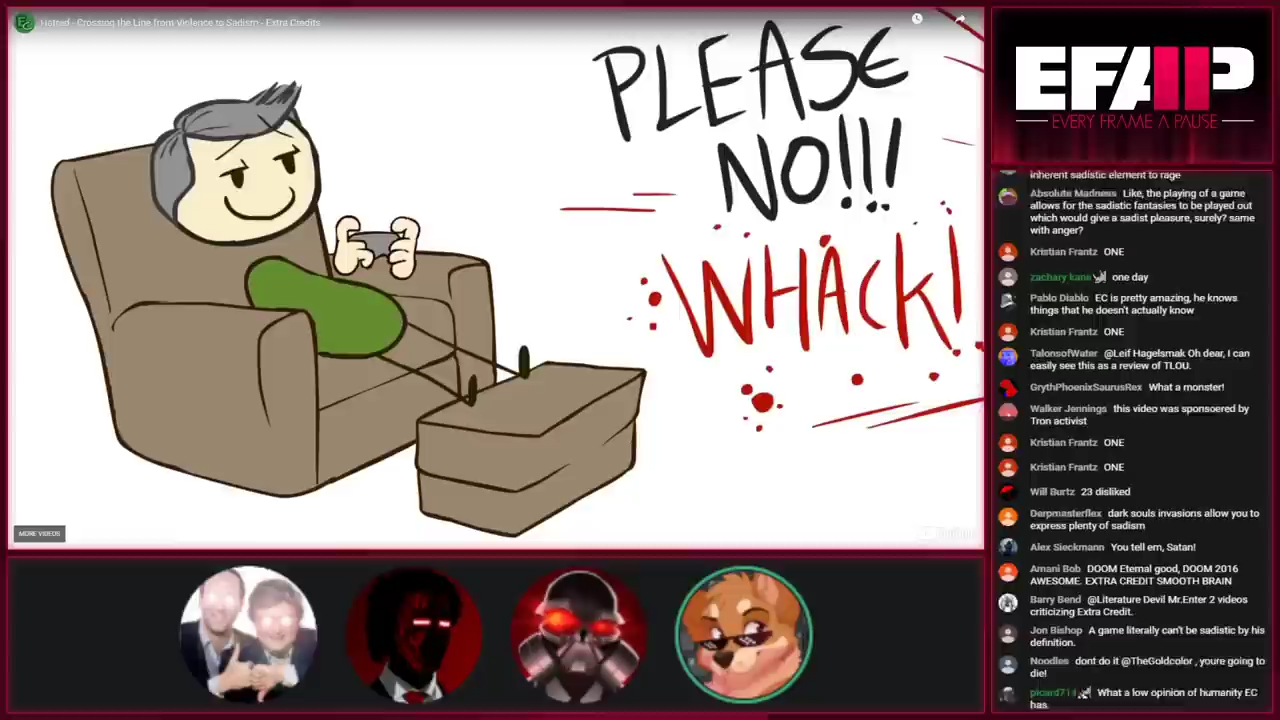 Hatred - Crossing the Line from Violence to Sadism - Extra Credits
PLEASE
NO!!!
WHACK!
MORE VIDEOS
EFAP
EVERY FRAME A PAUSE
inherent sadistic element to rage
Absolute Madness Like, the playing of a game
allows for the sadistic fantasies to be played out
which would give a sadist pleasure, surely? same
with anger?
Kristian Frantz ONE
zachary kane one day
Pablo Diablo EC is pretty amazing, he knows
things that he doesn't actually know
Kristian Frantz ONE
TalonsofWater @Leif Hagelsmak Oh dear, I can
easily see this as a review of TLOU.
GrythPhoenixSaurusRex What a monster!
Walker Jennings this video was sponsoered by
Tron activist
Kristian Frantz ONE
Kristian Frantz ONE
Will Burtz 23 disliked
Derpmasterflex dark souls invasions allow you to
express plenty of sadism
Alex Sieckmann You tell em, Satan!
Amani Bob DOOM Eternal good, DOOM 2016
AWESOME. EXTRA CREDIT SMOOTH BRAIN
Barry Bend @Literature Devil Mr.Enter 2 videos
criticizing Extra Credit.
Jon Bishop A game literally can't be sadistic by his
definition.
Noodles dont do it @TheGoldcolor , youre going to
die!
picard714 What a low opinion of humanity EC
has.